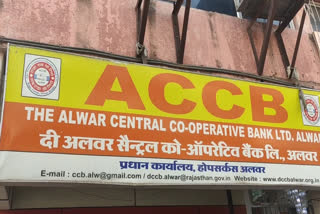 ACCB
THE ALWAR CENTRAL CO-OPERATIVE BANK LTD. ALWAR
दी अलवर सैन्ट्रल को-ऑपरेटिव बैंक लि., अलवर
प्रधान कार्यालय, होपसर्कस अलवर
E-mail : ccb.alw@gmail.com / dccb.alwar@rajasthan.gov.in Website : www.dccbalwar.org.in